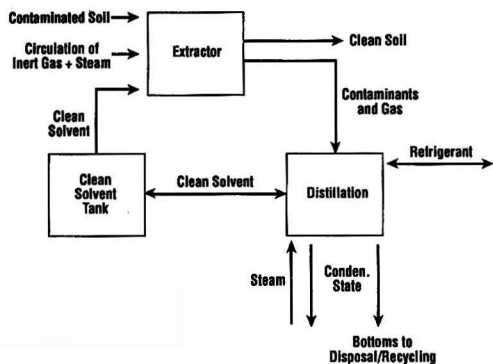 Contaminated Soil
Circulation of
Inert Gas + Steam
Extractor
Clean Soil
Contaminants
and Gas
Clean
Solvent
Refrigerant
Clean
Solvent
Tank
Clean Solvent
Distillation
Steam
Conden.
State
Bottoms to
Disposal/Recycling